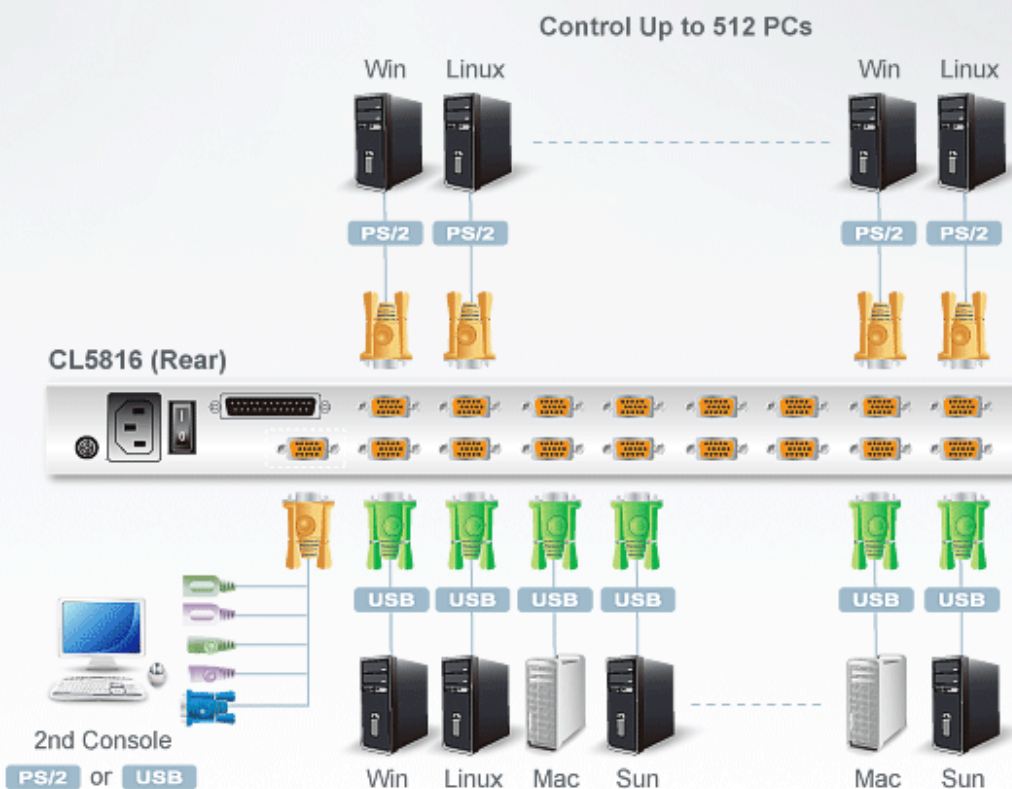 Control Up to 512 PCs
Win Linux Win Linux
PS/2 PS/2 PS/2 PS/2
CL5816 (Rear)
USB USB USB USB USB USB
2nd Console
PS/2 or USB
Win Linux Mac Sun Mac Sun